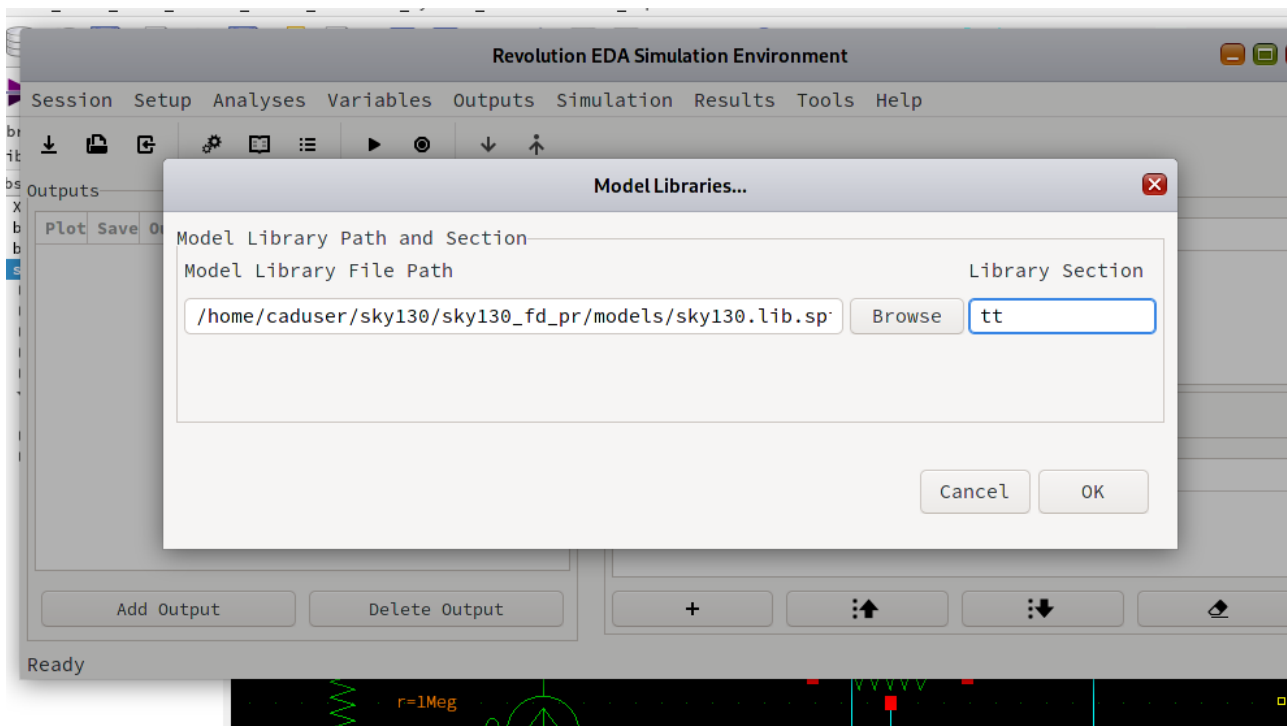 Revolution EDA Simulation Environment
Session Setup Analyses Variables Outputs Simulation Results Tools Help
Outputs
Plot Save
Model Libraries...
Model Library Path and Section
Model Library File Path
Library Section
/home/caduser/sky130/sky130_fd_pr/models/sky130.lib.sp
Browse
tt
Cancel
OK
Add Output
Delete Output
+
Ready
r=1Meg